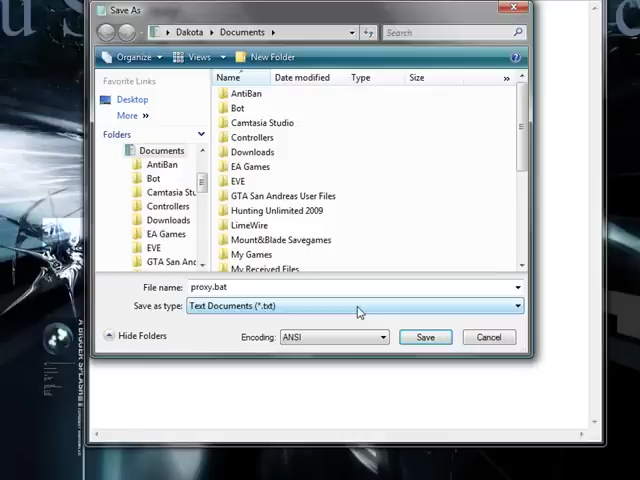 Save As
Dakota Documents Search
Organize Views New Folder
Favorite Links
Desktop
More »
Folders
Documents
AntiBan
Bot
Camtasia Stu
Controllers
Downloads
EA Games
EVE
GTA San And
Name Date modified Type Size »
AntiBan
Bot
Camtasia Studio
Controllers
Downloads
EA Games
EVE
GTA San Andreas User Files
Hunting Unlimited 2009
LimeWire
Mount&Blade Savegames
My Games
My Received Files
File name: proxy.bat
Save as type: Text Documents (*.txt)
Hide Folders Encoding: ANSI Save Cancel
A BIGGER SPLASH